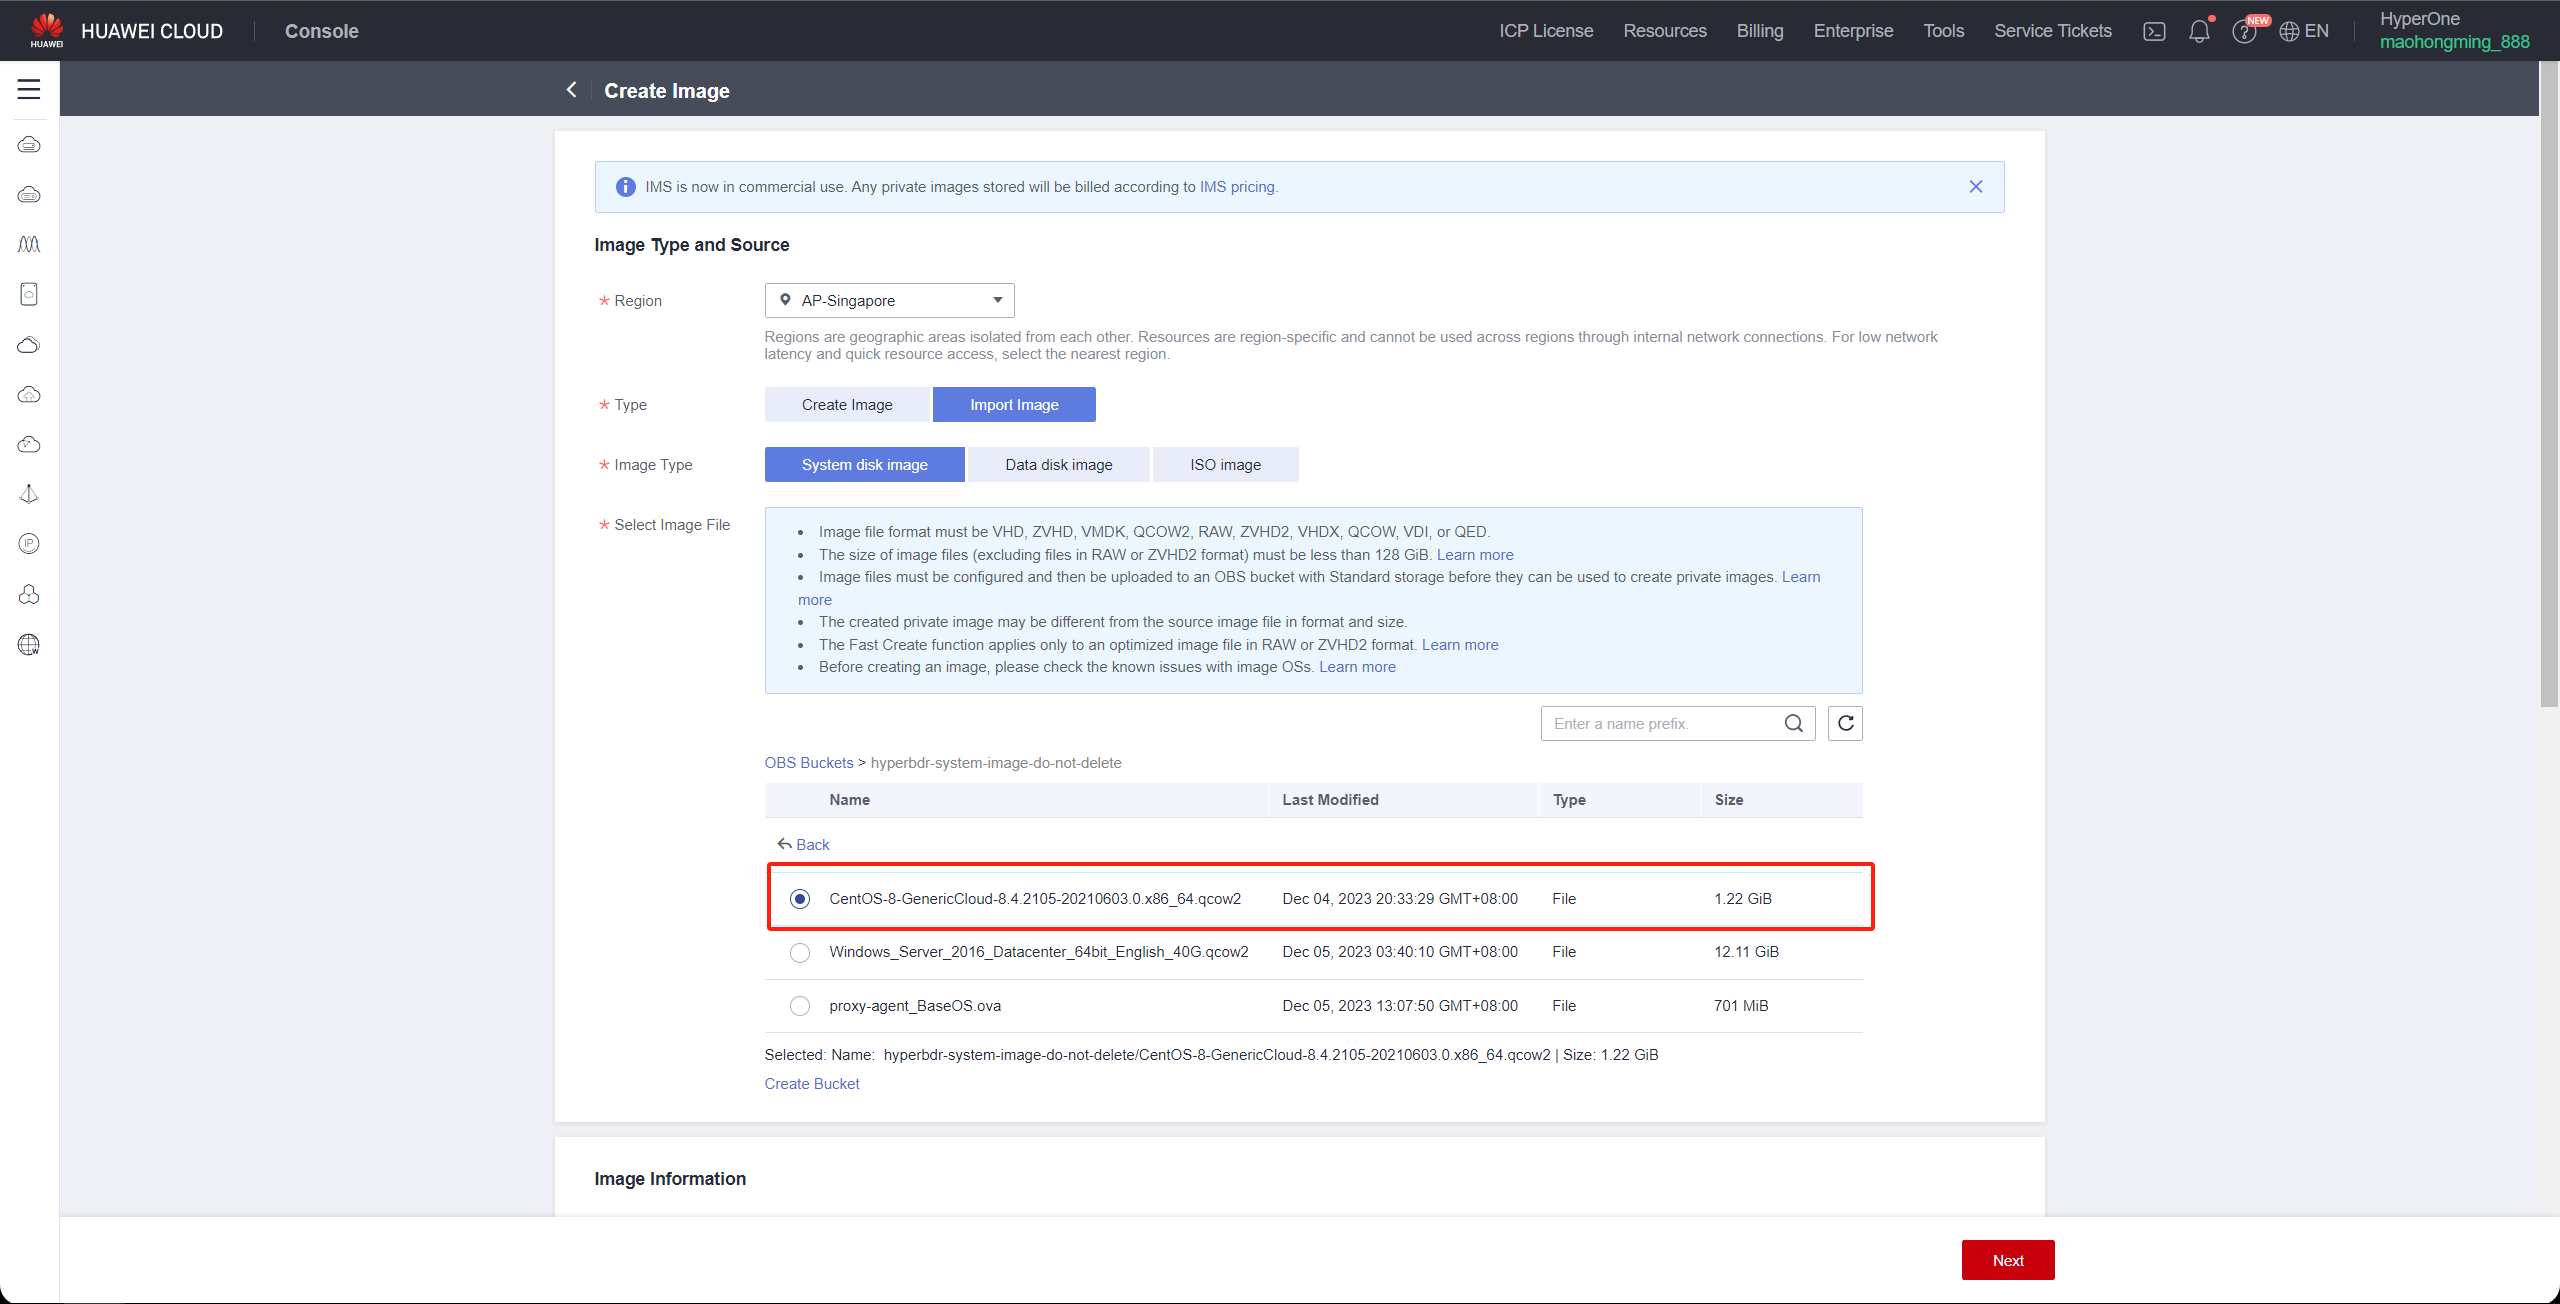 HUAWEI
HUAWEI CLOUD
Console
ICP License
Resources
Billing
Enterprise
Tools
Service Tickets
NEW
EN
HyperOne
maohongming_888
Create Image
IMS is now in commercial use. Any private images stored will be billed according to IMS pricing.
Image Type and Source
* Region
AP-Singapore
Regions are geographic areas isolated from each other. Resources are region-specific and cannot be used across regions through internal network connections. For low network
latency and quick resource access, select the nearest region.
* Type
Create Image
Import Image
* Image Type
System disk image
Data disk image
ISO image
* Select Image File
• Image file format must be VHD, ZVHD, VMDK, QCOW2, RAW, ZVHD2, VHDX, QCOW, VDI, or QED.
• The size of image files (excluding files in RAW or ZVHD2 format) must be less than 128 GiB. Learn more
• Image files must be configured and then be uploaded to an OBS bucket with Standard storage before they can be used to create private images. Learn
more
• The created private image may be different from the source image file in format and size.
• The Fast Create function applies only to an optimized image file in RAW or ZVHD2 format. Learn more
• Before creating an image, please check the known issues with image OSs. Learn more
Enter a name prefix.
OBS Buckets > hyperbdr-system-image-do-not-delete
Name Last Modified Type Size
Back
CentOS-8-GenericCloud-8.4.2105-20210603.0.x86_64.qcow2 Dec 04, 2023 20:33:29 GMT+08:00 File 1.22 GiB
Windows_Server_2016_Datacenter_64bit_English_40G.qcow2 Dec 05, 2023 03:40:10 GMT+08:00 File 12.11 GiB
proxy-agent_BaseOS.ova Dec 05, 2023 13:07:50 GMT+08:00 File 701 MiB
Selected: Name: hyperbdr-system-image-do-not-delete/CentOS-8-GenericCloud-8.4.2105-20210603.0.x86_64.qcow2 | Size: 1.22 GiB
Create Bucket
Image Information
Next
IP
W